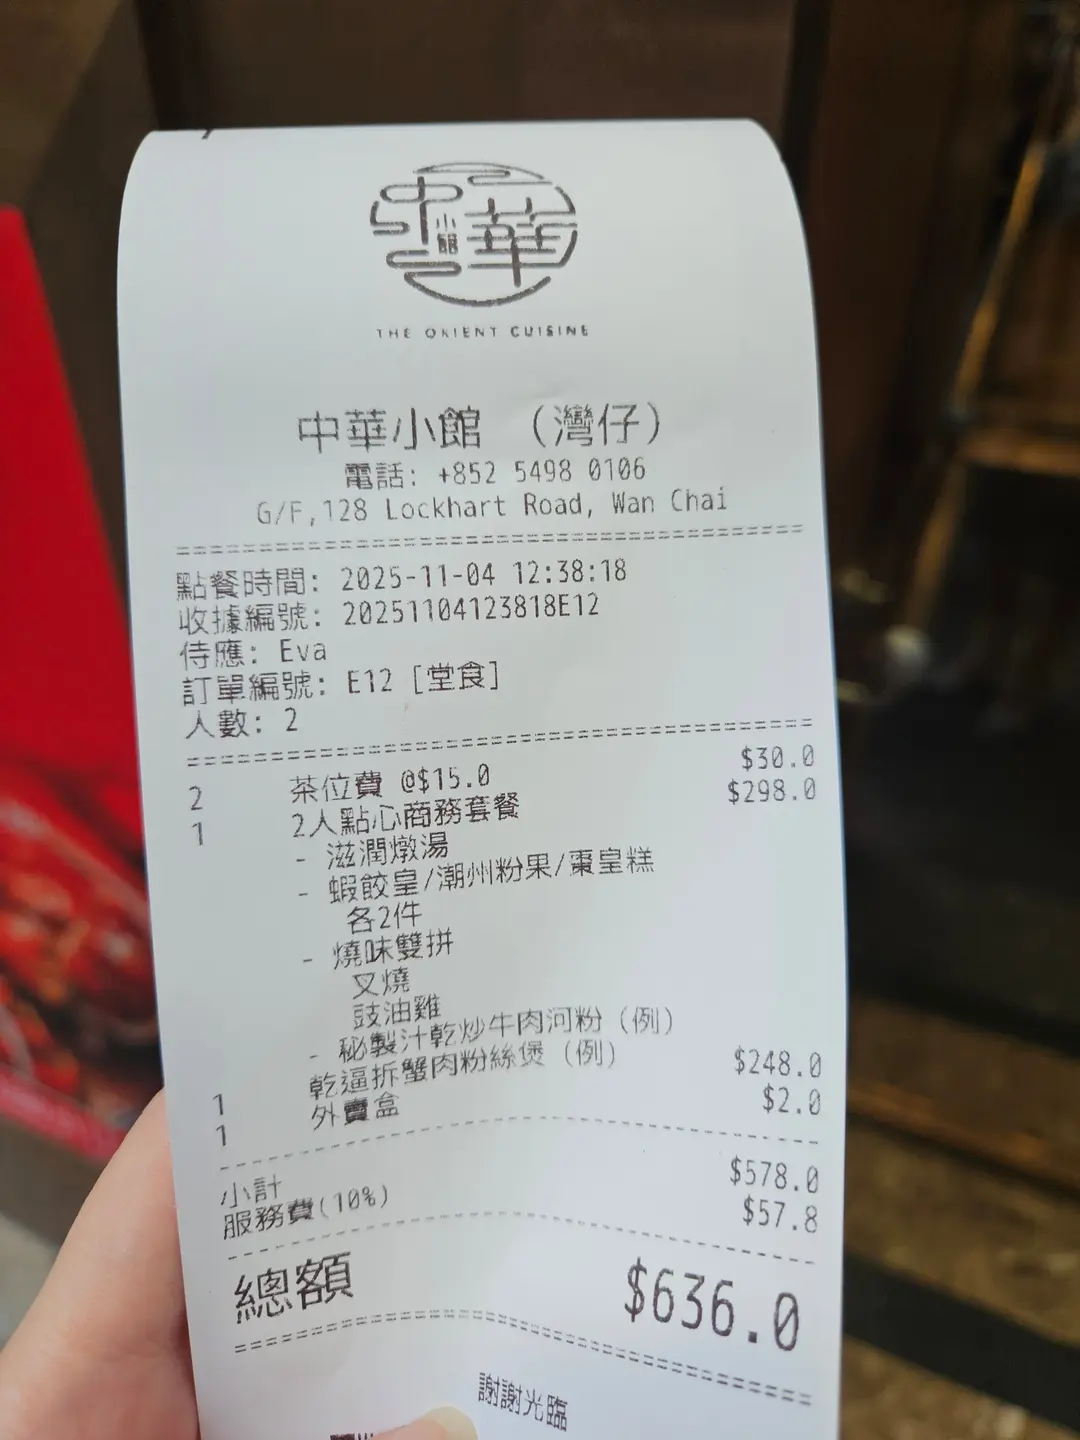 中華
小館
THE ORIENT CUISINE
中華小館 （灣仔）
電話: +852 5498 0106
G/F,128 Lockhart Road, Wan Chai
點餐時間: 2025-11-04 12:38:18
收據編號: 20251104123818E12
侍應: Eva
訂單編號: E12 [堂食]
人數: 2
2 茶位費 @$15.0 $30.0
1 2人點心商務套餐 $298.0
- 滋潤燉湯
- 蝦餃皇/潮州粉果/棗皇糕
各2件
- 燒味雙拼
叉燒
豉油雞
- 秘製汁乾炒牛肉河粉（例）
1 乾逼拆蟹肉粉絲煲（例） $248.0
1 外賣盒 $2.0
小計 $578.0
服務費(10%) $57.8
總額 $636.0
謝謝光臨